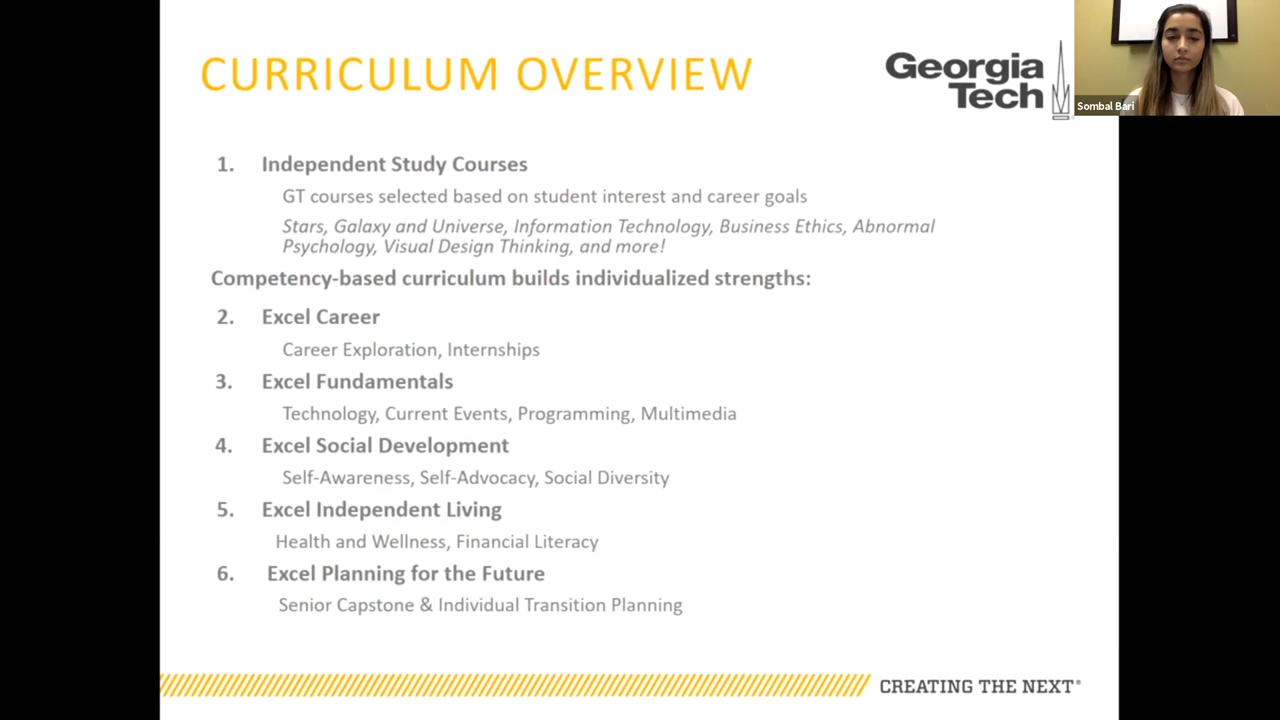 CURRICULUM OVERVIEW
Georgia
Tech
Sombal Bari
1. Independent Study Courses
GT courses selected based on student interest and career goals
Stars, Galaxy and Universe, Information Technology, Business Ethics, Abnormal
Psychology, Visual Design Thinking, and more!
Competency-based curriculum builds individualized strengths:
2. Excel Career
Career Exploration, Internships
3. Excel Fundamentals
Technology, Current Events, Programming, Multimedia
4. Excel Social Development
Self-Awareness, Self-Advocacy, Social Diversity
5. Excel Independent Living
Health and Wellness, Financial Literacy
6. Excel Planning for the Future
Senior Capstone & Individual Transition Planning
CREATING THE NEXT®